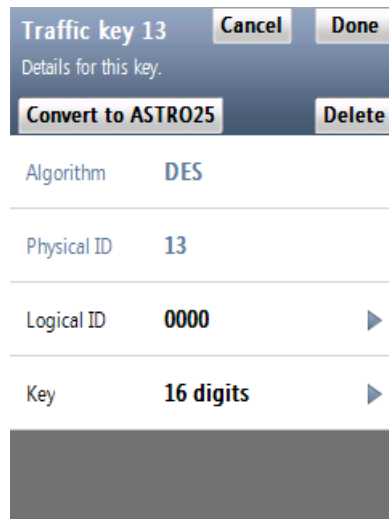 Traffic key 13 Cancel Done
Details for this key.
Convert to ASTRO25 Delete
Algorithm DES
Physical ID 13
Logical ID 0000
Key 16 digits